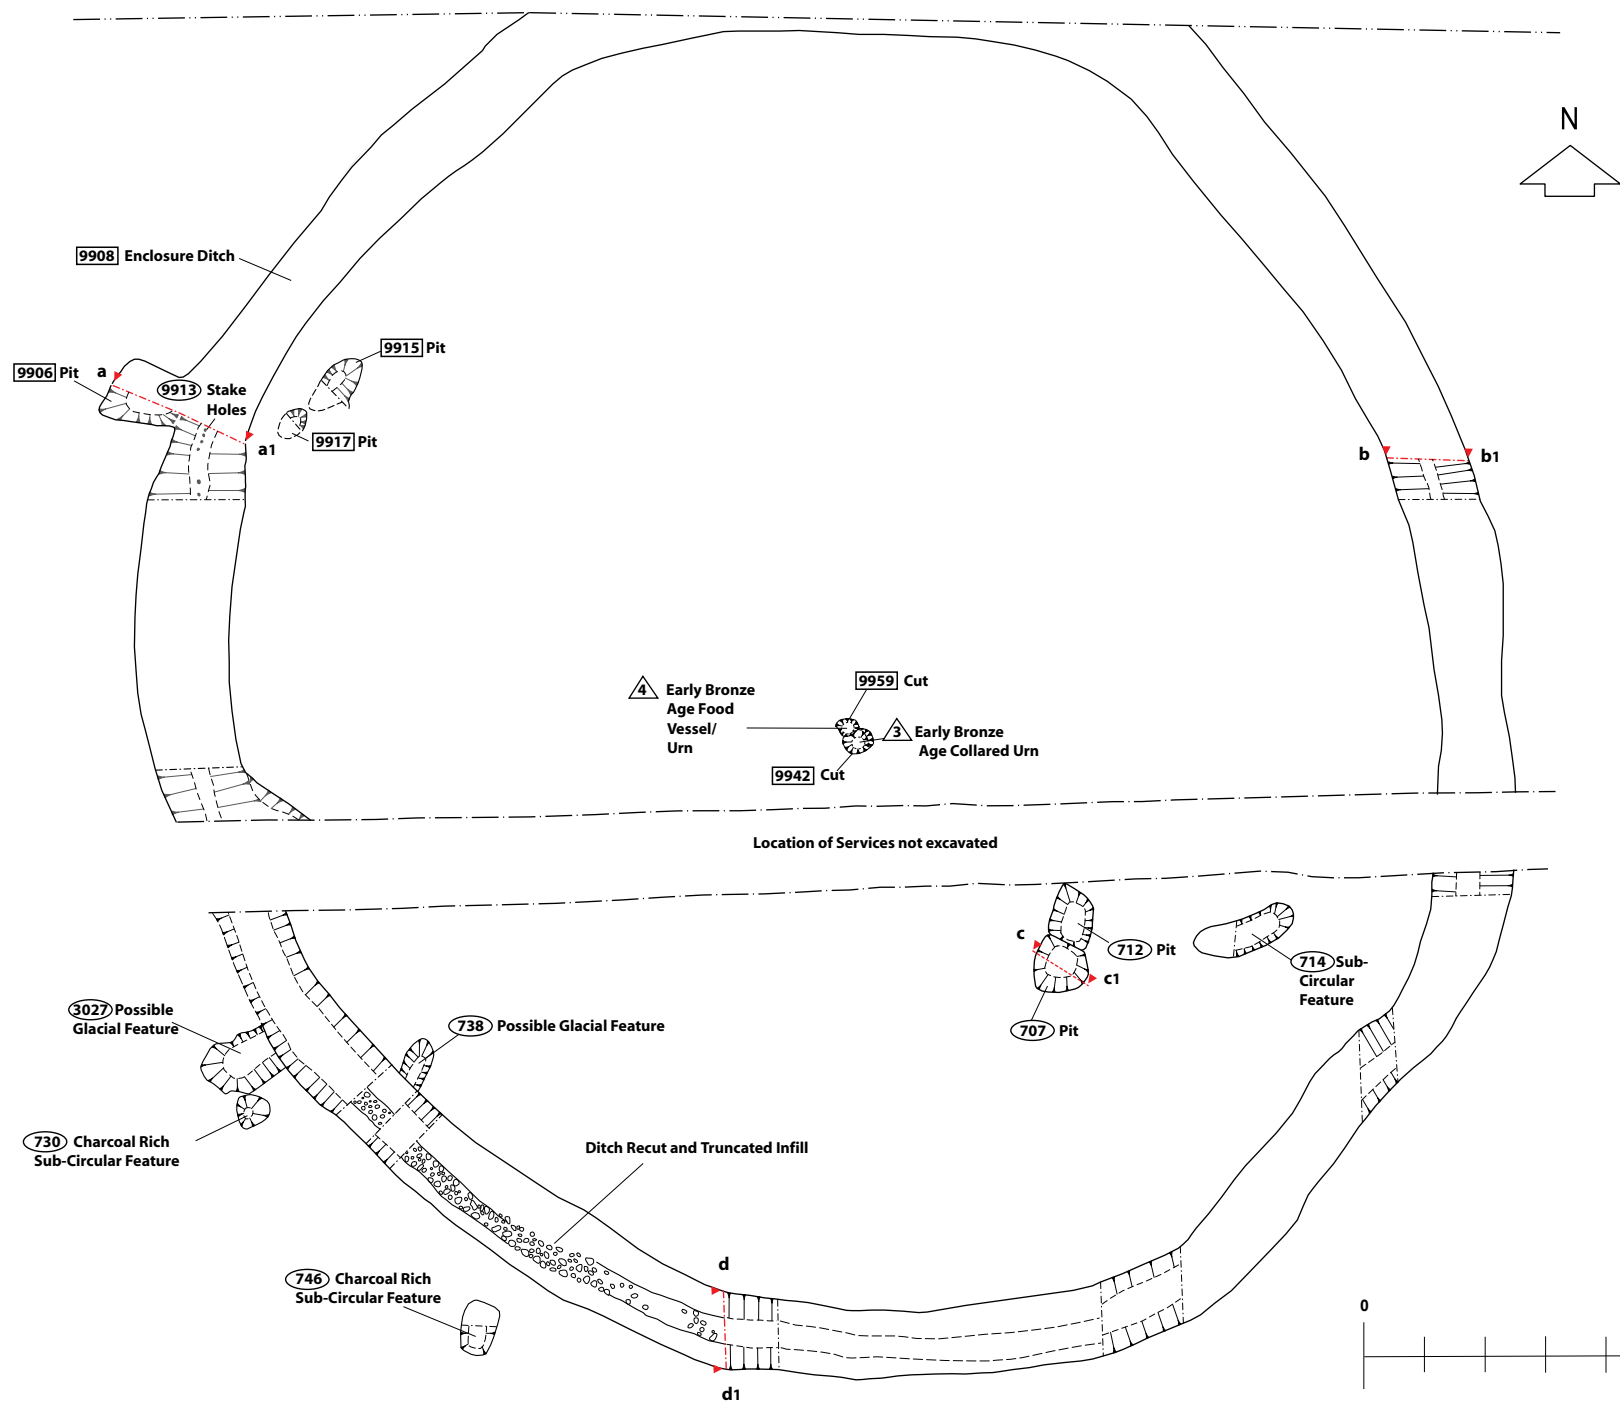 N
9908 Enclosure Ditch
9915 Pit
9906 Pit
a
9913 Stake
Holes
9917 Pit
a1
b
b1
4 Early Bronze
Age Food
Vessel/
Urn
9959 Cut
3 Early Bronze
Age Collared Urn
9942 Cut
Location of Services not excavated
c
712 Pit
c1
714 Sub-
Circular
Feature
707 Pit
3027 Possible
Glacial Feature
738 Possible Glacial Feature
730 Charcoal Rich
Sub-Circular Feature
Ditch Recut and Truncated Infill
d
746 Charcoal Rich
Sub-Circular Feature
0
d1